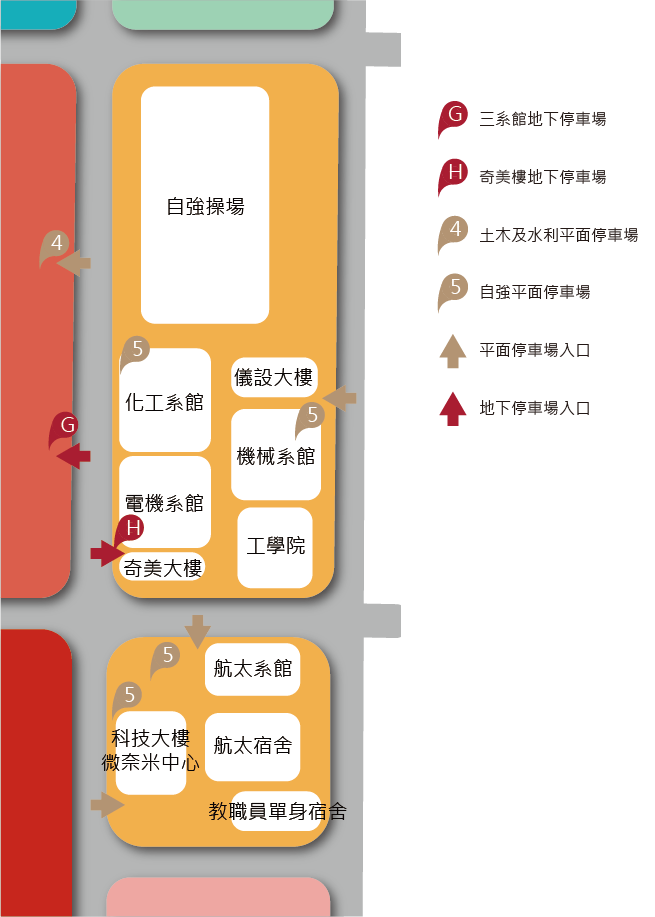 自強操場
4
5
化工系館
儀設大樓
5
機械系館
G
電機系館
H
奇美大樓
工學院
5
航太系館
5
科技大樓
微奈米中心
航太宿舍
教職員單身宿舍
G 三系館地下停車場
H 奇美樓地下停車場
4 土木及水利平面停車場
5 自強平面停車場
平面停車場入口
地下停車場入口